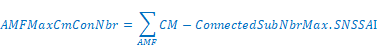 AMFMaxCmConNbr = ∑ CM − ConnectedSubNbrMax.SNSSAI
AMF